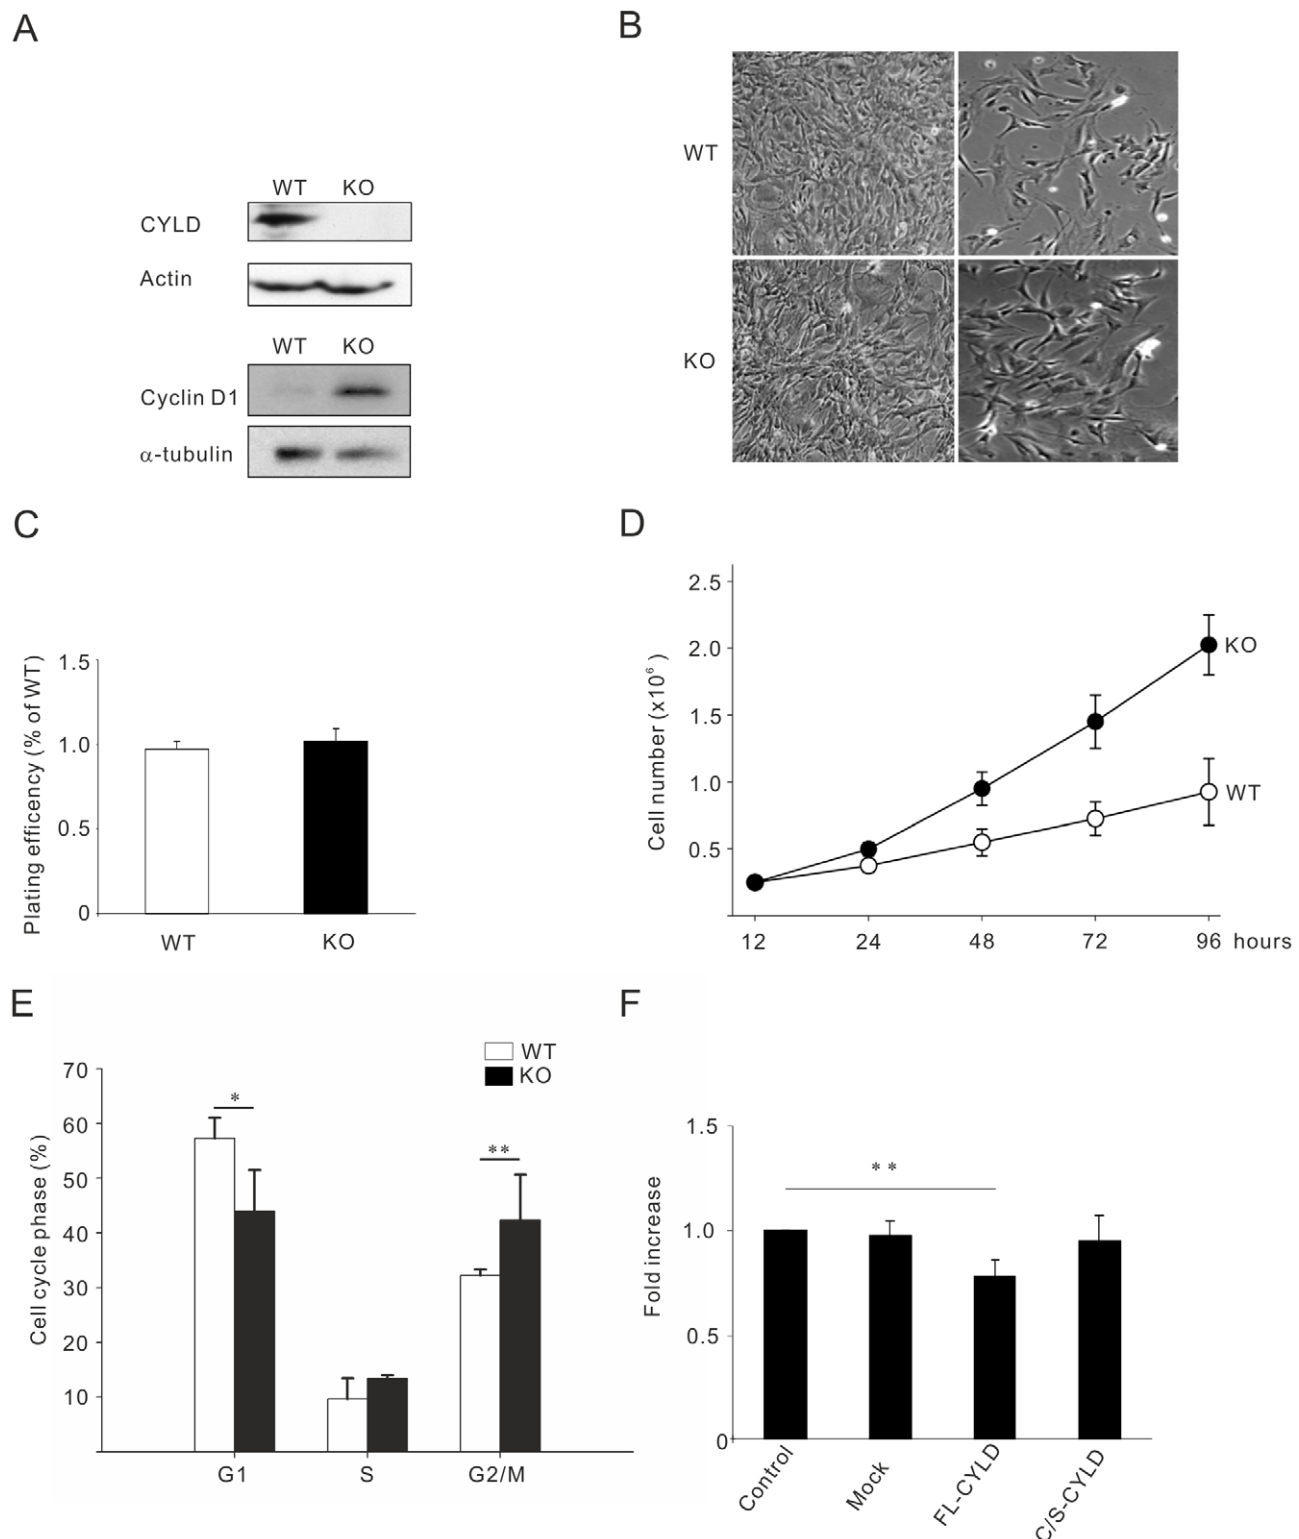 A
WT KO
CYLD
Actin
WT KO
Cyclin D1
α-tubulin
B
WT
KO
C
Plating efficency (% of WT)
1.5
1.0
0.5
0
WT KO
D
Cell number (x10⁶ )
2.5
2.0
1.5
1.0
0.5
KO
WT
12 24 48 72 96 hours
E
WT
KO
Cell cycle phase (%)
70
60
50
40
30
20
10
*
**
G1 S G2/M
F
Fold increase
1.5
1.0
0.5
0
* *
Control
Mock
FL-CYLD
C/S-CYLD